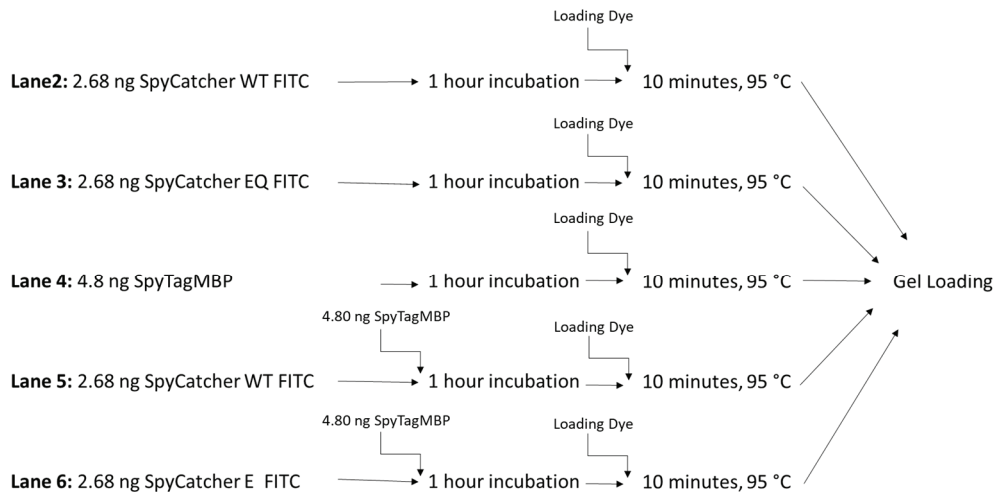 Loading Dye
Lane2: 2.68 ng SpyCatcher WT FITC 1 hour incubation 10 minutes, 95 °C
Loading Dye
Lane 3: 2.68 ng SpyCatcher EQ FITC 1 hour incubation 10 minutes, 95 °C
Loading Dye
Lane 4: 4.8 ng SpyTagMBP 1 hour incubation 10 minutes, 95 °C Gel Loading
4.80 ng SpyTagMBP Loading Dye
Lane 5: 2.68 ng SpyCatcher WT FITC 1 hour incubation 10 minutes, 95 °C
4.80 ng SpyTagMBP Loading Dye
Lane 6: 2.68 ng SpyCatcher E FITC 1 hour incubation 10 minutes, 95 °C